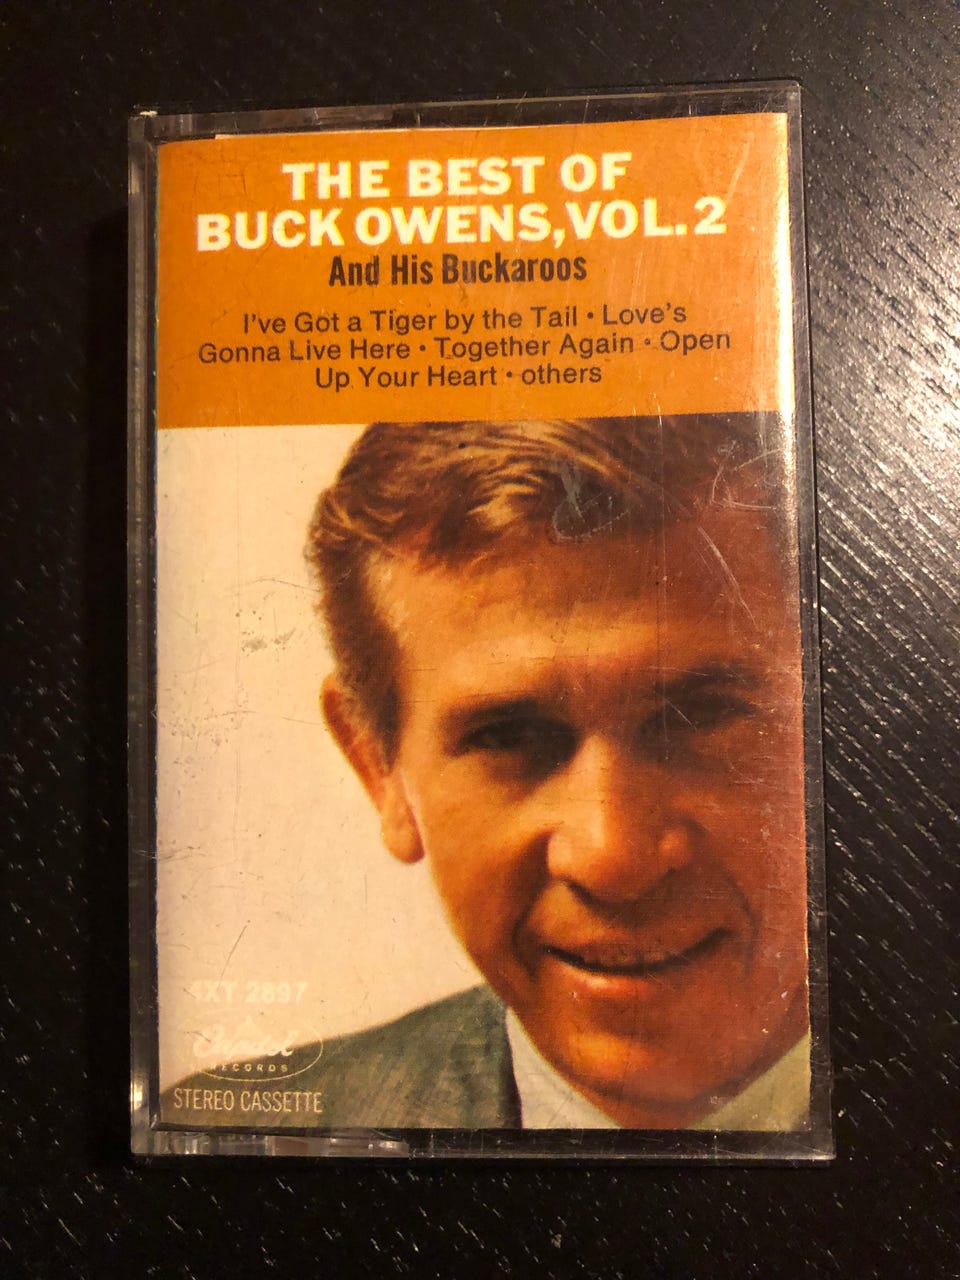 THE BEST OF
BUCK OWENS, VOL. 2
And His Buckaroos
I've Got a Tiger by the Tail • Love's
Gonna Live Here • Together Again • Open
Up Your Heart • others
4XT 2897
Capitol
RECORDS
STEREO CASSETTE